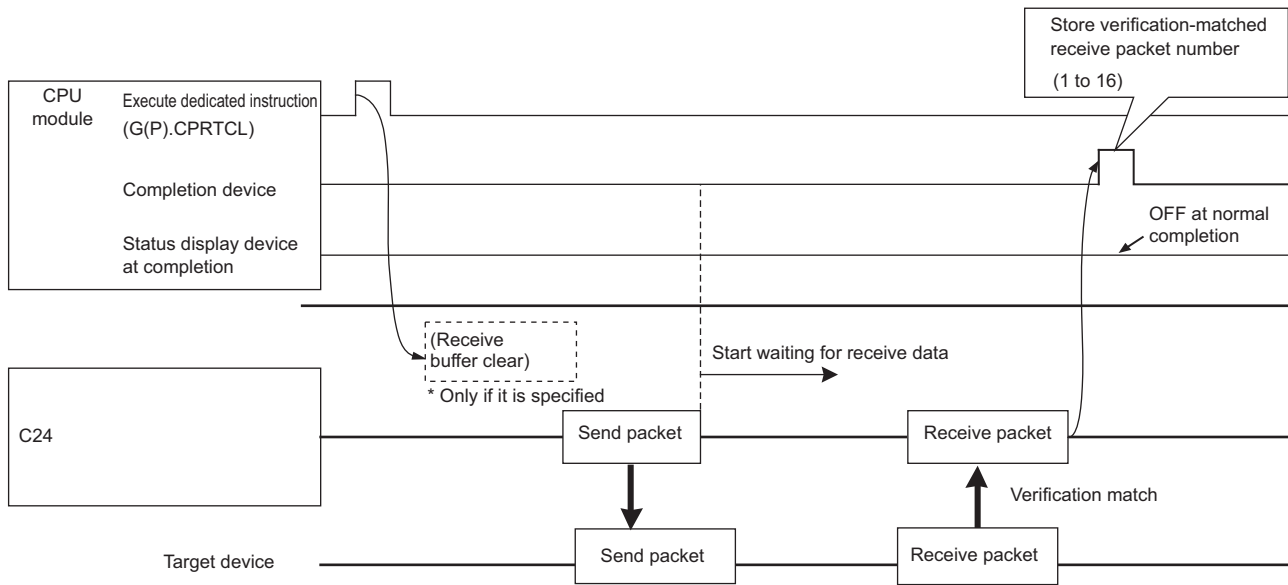 Store verification-matched
receive packet number
(1 to 16)
CPU
module
Execute dedicated instruction
(G(P).CPRTCL)
Completion device
OFF at normal
completion
Status display device
at completion
(Receive
buffer clear)
* Only if it is specified
Start waiting for receive data
C24
Send packet
Receive packet
Verification match
Target device
Send packet
Receive packet